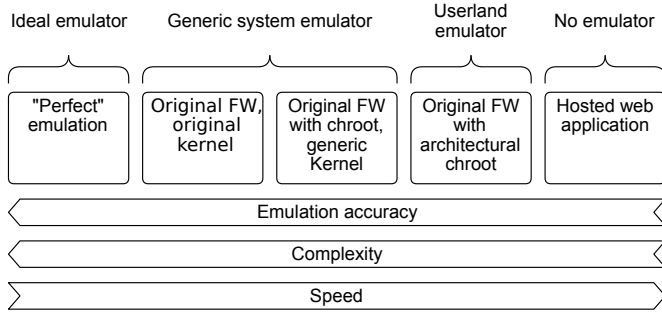 Ideal emulator
Generic system emulator
Userland
emulator
No emulator
"Perfect"
emulation
Original FW,
original
kernel
Original FW
with chroot,
generic
Kernel
Original FW
with
architectural
chroot
Hosted web
application
Emulation accuracy
Complexity
Speed